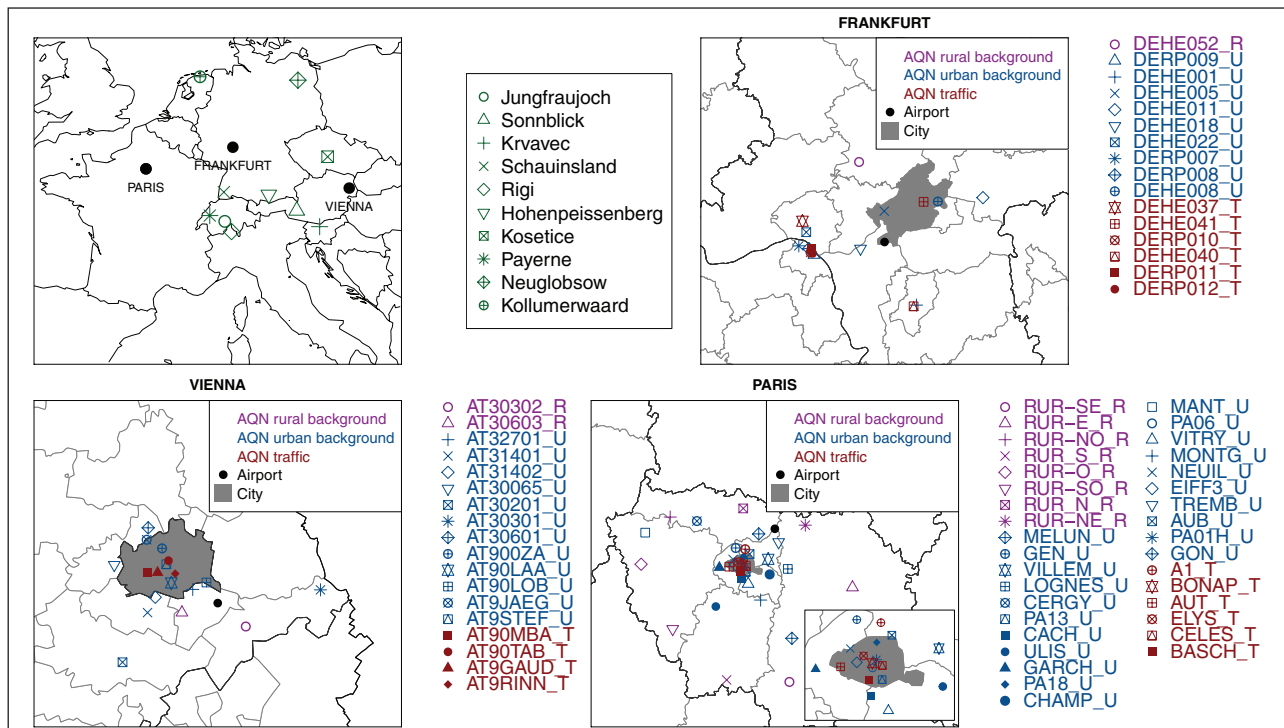 PARIS
FRANKFURT
VIENNA
Jungfraujoch
Sonnblick
Krvavec
Schauinsland
Rigi
Hohenpeissenberg
Kosetice
Payerne
Neuglobsow
Kollumerwaard
FRANKFURT
AQN rural background
AQN urban background
AQN traffic
Airport
City
DEHE052_R
DERP009_U
DEHE001_U
DEHE005_U
DEHE011_U
DEHE018_U
DEHE022_U
DERP007_U
DERP008_U
DEHE008_U
DEHE037_T
DEHE041_T
DERP010_T
DEHE040_T
DERP011_T
DERP012_T
VIENNA
AQN rural background
AQN urban background
AQN traffic
Airport
City
AT30302_R
AT30603_R
AT32701_U
AT31401_U
AT31402_U
AT30065_U
AT30201_U
AT30301_U
AT30601_U
AT900ZA_U
AT90LAA_U
AT90LOB_U
AT9JAEG_U
AT9STEF_U
AT90MBA_T
AT90TAB_T
AT9GAUD_T
AT9RINN_T
PARIS
AQN rural background
AQN urban background
AQN traffic
Airport
City
RUR-SE_R
RUR-E_R
RUR-NO_R
RUR_S_R
RUR-O_R
RUR-SO_R
RUR_N_R
RUR-NE_R
MELUN_U
GEN_U
VILLEM_U
LOGNES_U
CERGY_U
PA13_U
CACH_U
ULIS_U
GARCH_U
PA18_U
CHAMP_U
MANT_U
PA06_U
VITRY_U
MONTG_U
NEUIL_U
EIFF3_U
TREMB_U
AUB_U
PA01H_U
GON_U
A1_T
BONAP_T
AUT_T
ELYS_T
CELES_T
BASCH_T